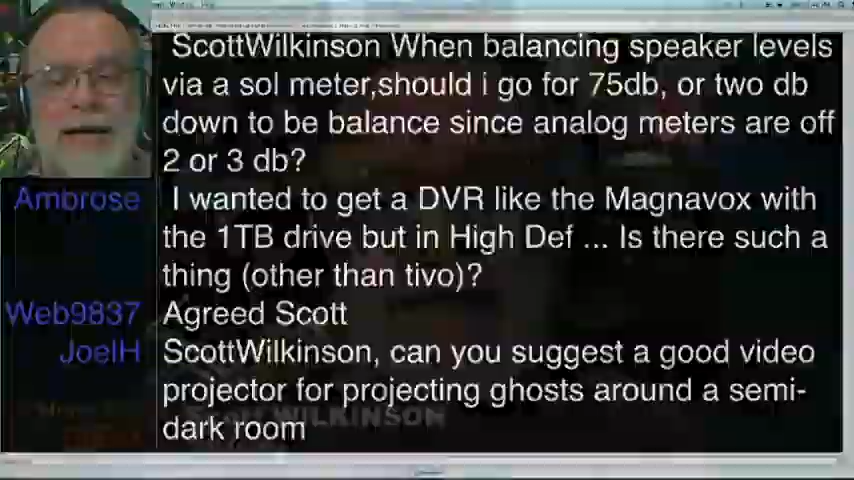 ScottWilkinson When balancing speaker levels
via a sol meter,should i go for 75db, or two db
down to be balance since analog meters are off
2 or 3 db?
Ambrose I wanted to get a DVR like the Magnavox with
the 1TB drive but in High Def ... Is there such a
thing (other than tivo)?
Web9837 Agreed Scott
JoelH ScottWilkinson, can you suggest a good video
projector for projecting ghosts around a semi-
dark room
WILKINSON